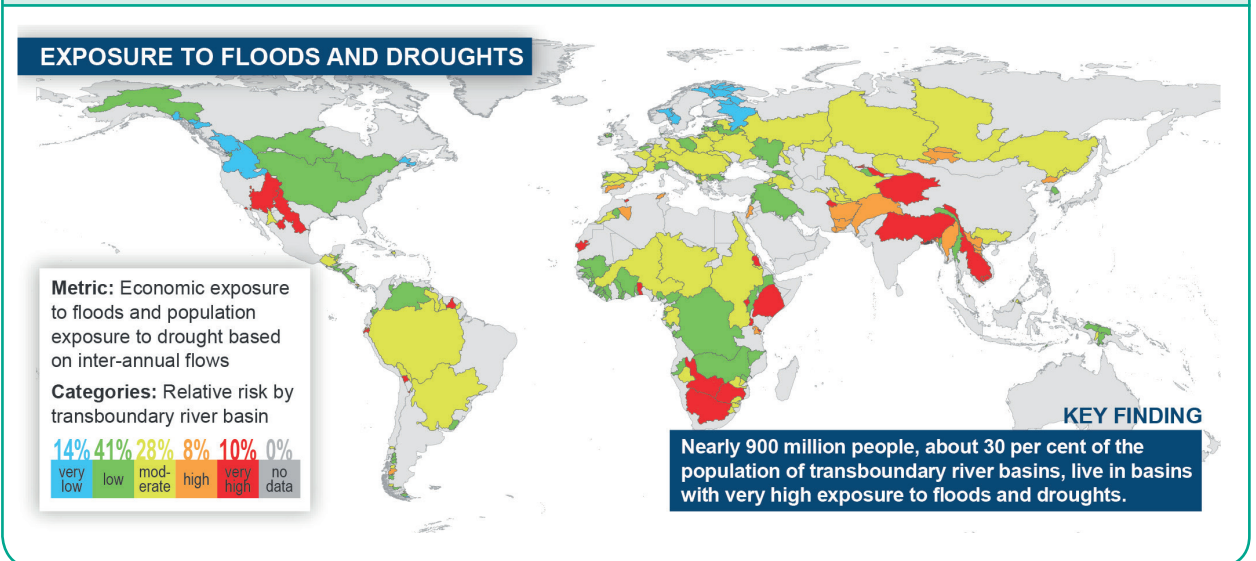 EXPOSURE TO FLOODS AND DROUGHTS
Metric: Economic exposure
to floods and population
exposure to drought based
on inter-annual flows
Categories: Relative risk by
transboundary river basin
14% 41% 28% 8% 10% 0%
very low low mod-erate high very high no data
KEY FINDING
Nearly 900 million people, about 30 per cent of the
population of transboundary river basins, live in basins
with very high exposure to floods and droughts.